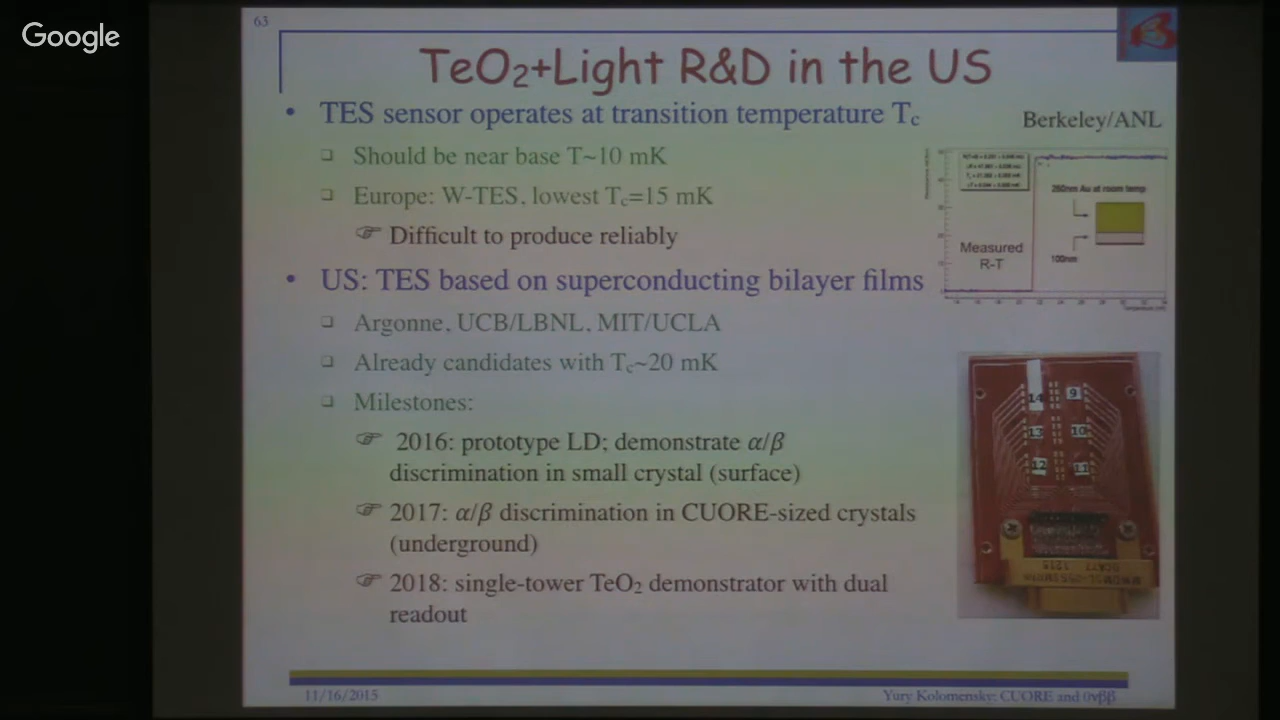 Google
63
TeO₂+Light R&D in the US
• TES sensor operates at transition temperature Tc
Berkeley/ANL
❑ Should be near base T~10 mK
❑ Europe: W-TES, lowest Tc=15 mK
☞ Difficult to produce reliably
260nm Au at room temp
100nm
Measured
R-T
• US: TES based on superconducting bilayer films
❑ Argonne, UCB/LBNL, MIT/UCLA
❑ Already candidates with Tc~20 mK
❑ Milestones:
☞ 2016: prototype LD; demonstrate α/β
discrimination in small crystal (surface)
☞ 2017: α/β discrimination in CUORE-sized crystals
(underground)
☞ 2018: single-tower TeO₂ demonstrator with dual
readout
14 9
13 10
12 11
11/16/2015
Yury Kolomensky: CUORE and 0νββ